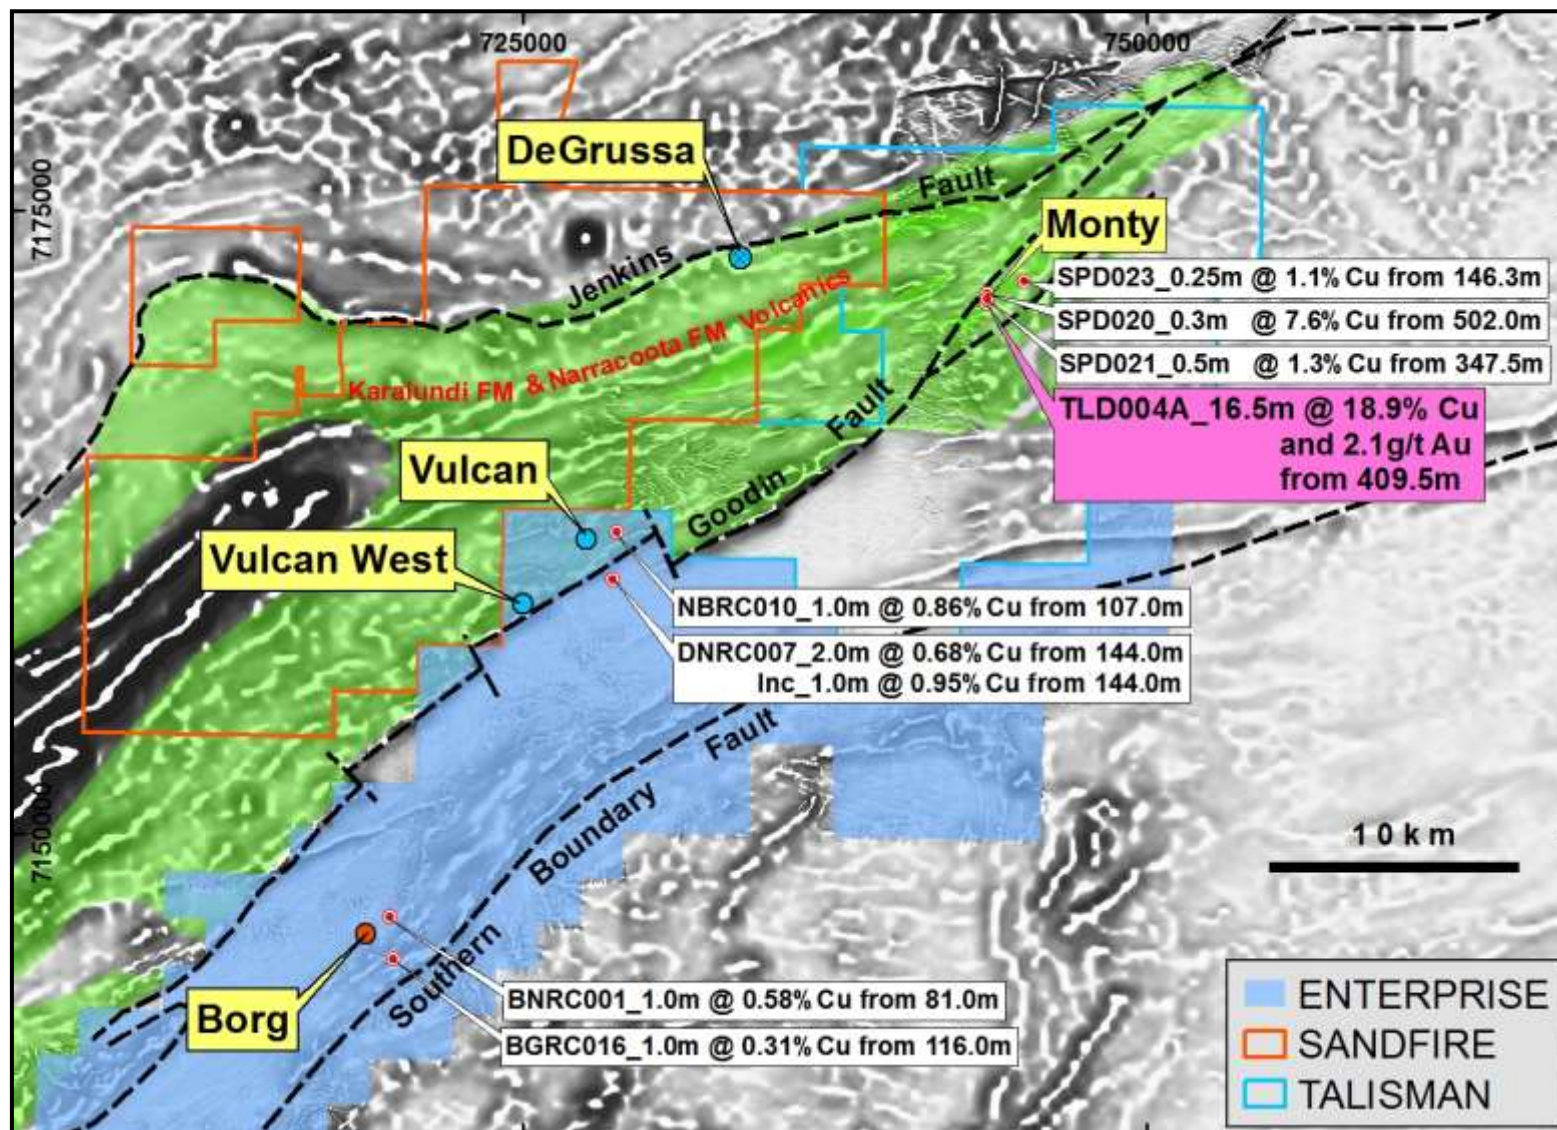 725000
750000
DeGrussa
Fault
7175000
Monty
Jenkins
SPD023_0.25m @ 1.1% Cu from 146.3m
SPD020_0.3m @ 7.6% Cu from 502.0m
SPD021_0.5m @ 1.3% Cu from 347.5m
Karalundi FM & Narracoota FM Volcanics
TLD004A_16.5m @ 18.9% Cu
and 2.1g/t Au
from 409.5m
Goodin Fault
Vulcan
Vulcan West
NBRC010_1.0m @ 0.86% Cu from 107.0m
DNRC007_2.0m @ 0.68% Cu from 144.0m
Inc_1.0m @ 0.95% Cu from 144.0m
Southern Boundary Fault
7150000
10km
Borg
BNRC001_1.0m @ 0.58% Cu from 81.0m
BGRC016_1.0m @ 0.31% Cu from 116.0m
ENTERPRISE
SANDFIRE
TALISMAN